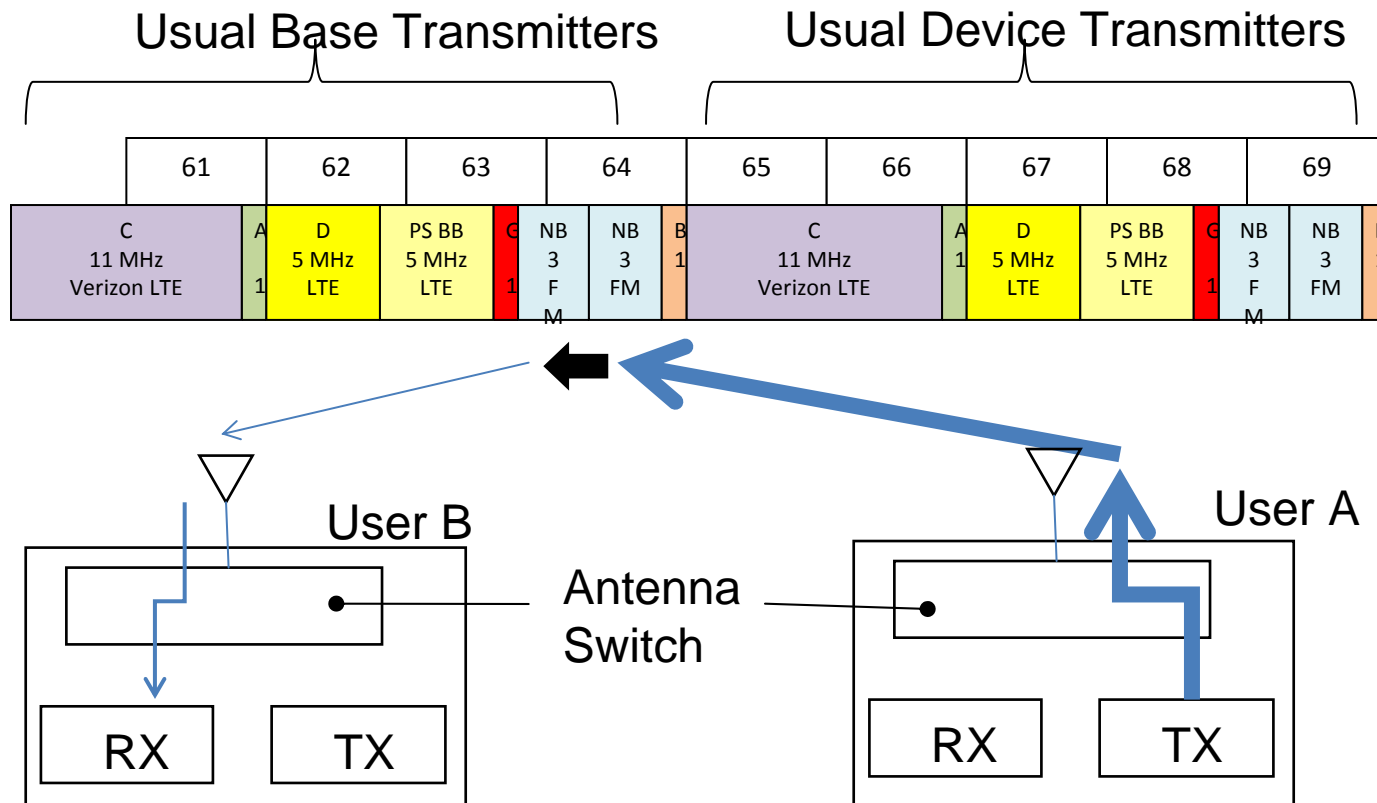 Usual Base Transmitters
Usual Device Transmitters
61 62 63 64 65 66 67 68 69
C
11 MHz
Verizon LTE
A
1
D
5 MHz
LTE
PS BB
5 MHz
LTE
G
1
NB
3
F
M
NB
3
FM
B
1
C
11 MHz
Verizon LTE
A
1
D
5 MHz
LTE
PS BB
5 MHz
LTE
G
1
NB
3
F
M
NB
3
FM
User B
User A
Antenna
Switch
RX
TX
RX
TX